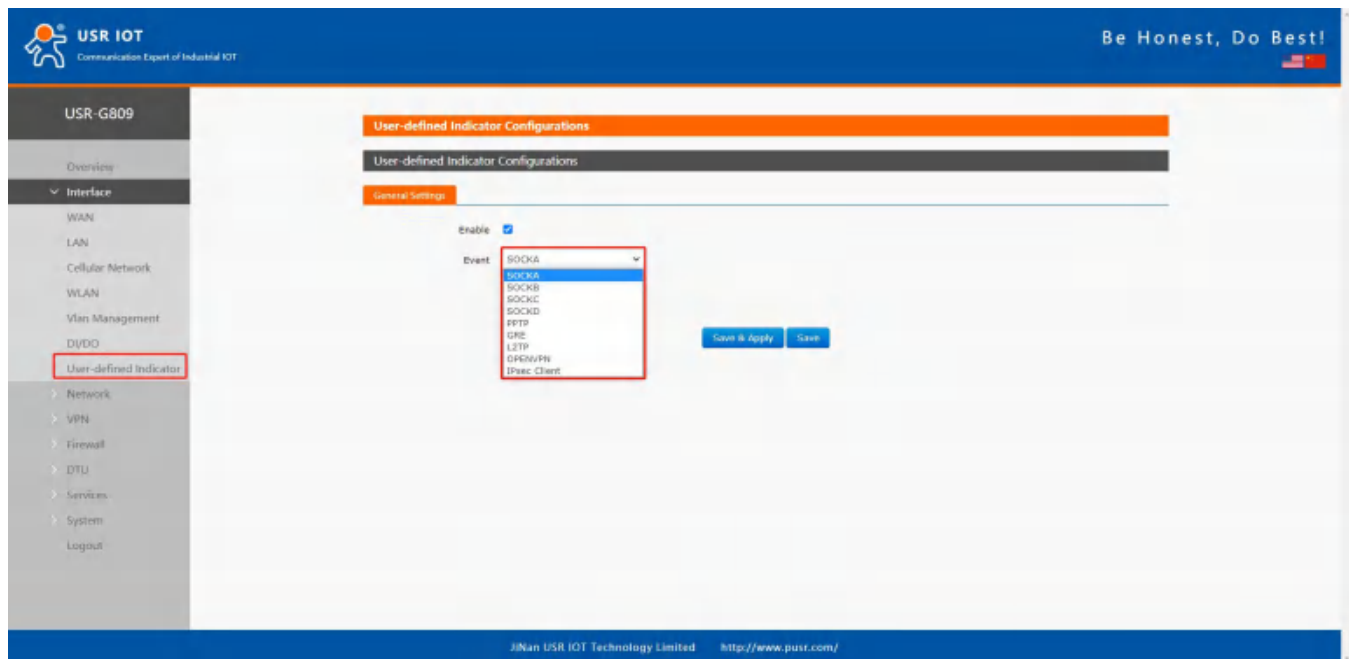 USR IOT
Communication Expert of Industrial IOT
Be Honest, Do Best!
USR-G809
Overview
Interface
WAN
LAN
Cellular Network
WLAN
Vlan Management
DI/DO
User-defined Indicator
Network
VPN
Firewall
DTU
Services
System
Logout
User-defined Indicator Configurations
User-defined Indicator Configurations
General Settings
Enable
Event SOCKA
SOCKA
SOCKB
SOCKC
SOCKD
PPTP
GRE
L2TP
OPENVPN
IPsec Client
Save & Apply Save
JiNan USR IOT Technology Limited http://www.pusr.com/